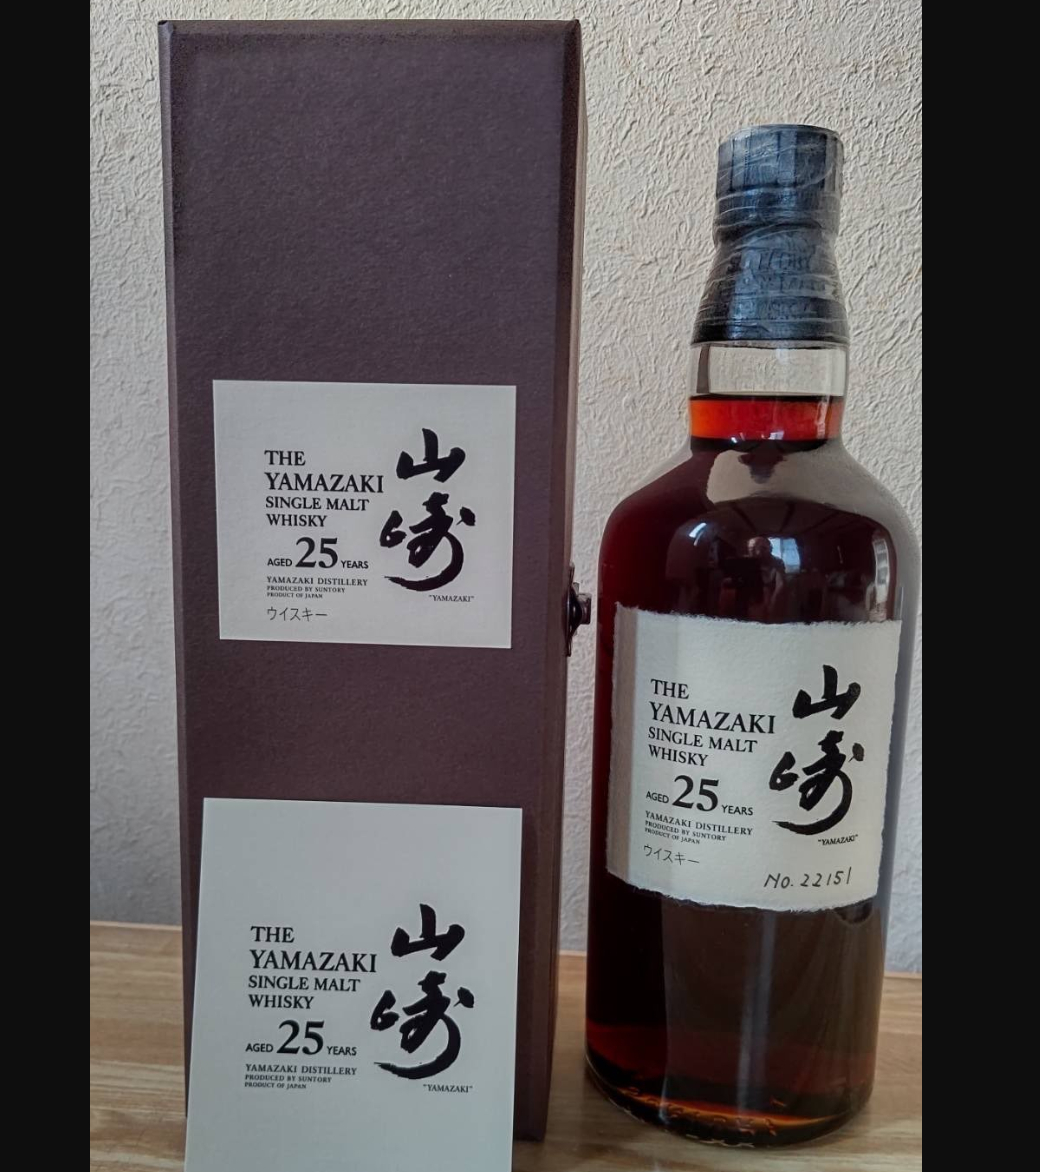 THE
YAMAZAKI
SINGLE MALT
WHISKY
AGED 25 YEARS
YAMAZAKI DISTILLERY
PRODUCED BY SUNTORY
PRODUCT OF JAPAN
ウイスキー
山崎
"YAMAZAKI"
THE
YAMAZAKI
SINGLE MALT
WHISKY
AGED 25 YEARS
YAMAZAKI DISTILLERY
PRODUCED BY SUNTORY
PRODUCT OF JAPAN
山崎
"YAMAZAKI"
THE
YAMAZAKI
SINGLE MALT
WHISKY
AGED 25 YEARS
YAMAZAKI DISTILLERY
PRODUCED BY SUNTORY
PRODUCT OF JAPAN
ウイスキー
山崎
"YAMAZAKI"
No. 22151